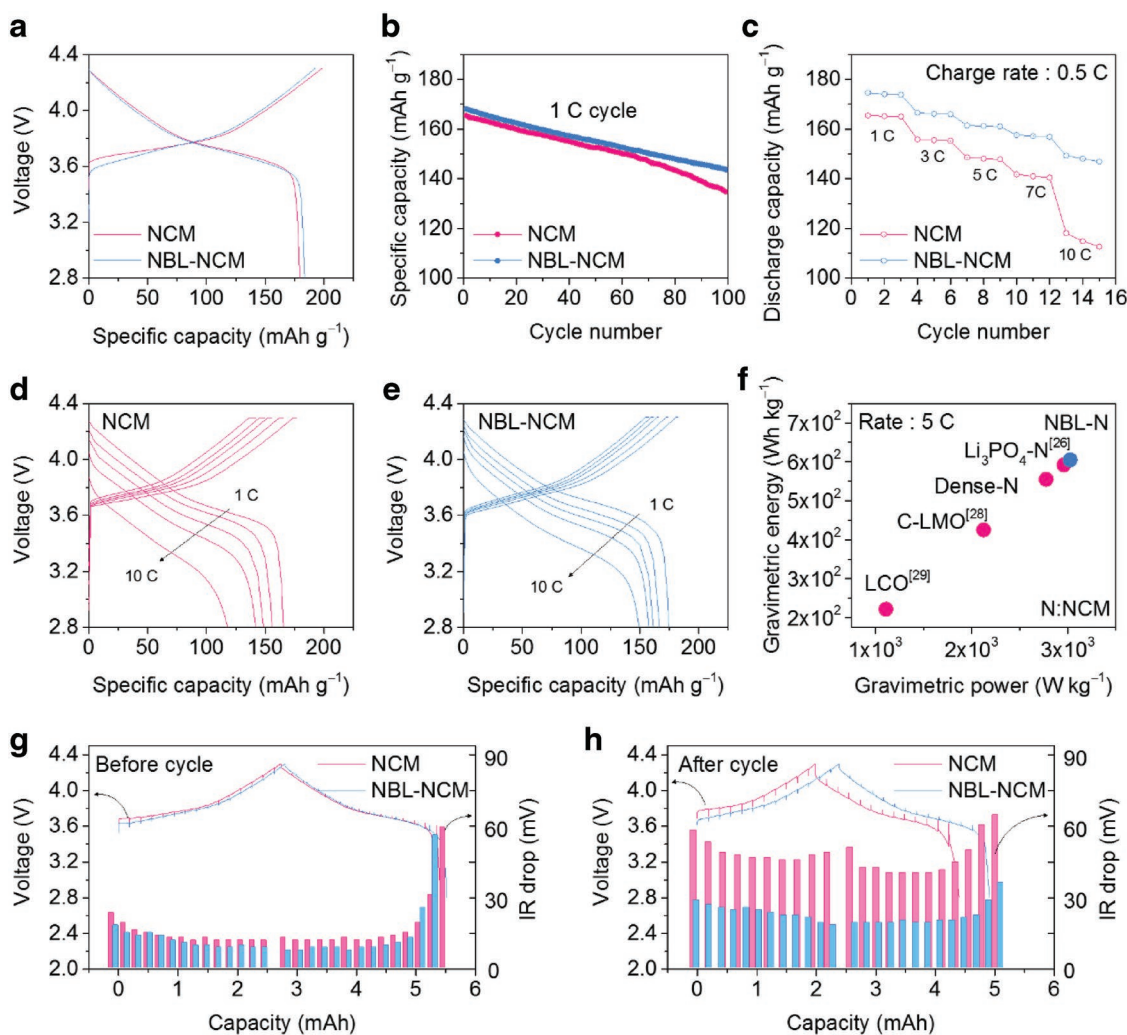 a
4.4
4.0
3.6
3.2
2.8
Voltage (V)
NCM
NBL-NCM
0 50 100 150 200
Specific capacity (mAh g⁻¹)
b
180
160
140
120
100
Specific capacity (mAh g⁻¹)
1 C cycle
NCM
NBL-NCM
0 20 40 60 80 100
Cycle number
c
180
160
140
120
100
Discharge capacity (mAh g⁻¹)
Charge rate : 0.5 C
1 C
3 C
5 C
7C
10 C
NCM
NBL-NCM
0 2 4 6 8 10 12 14 16
Cycle number
d
4.4
4.0
3.6
3.2
2.8
Voltage (V)
NCM
1 C
10 C
0 50 100 150 200
Specific capacity (mAh g⁻¹)
e
4.4
4.0
3.6
3.2
2.8
Voltage (V)
NBL-NCM
1 C
10 C
0 50 100 150 200
Specific capacity (mAh g⁻¹)
f
7x10²
6x10²
5x10²
4x10²
3x10²
2x10²
Gravimetric energy (Wh kg⁻¹)
Rate : 5 C
NBL-N
Li₃PO₄-N[26]
Dense-N
C-LMO[28]
LCO[29]
N:NCM
1x10³ 2x10³ 3x10³
Gravimetric power (W kg⁻¹)
g
4.4
4.0
3.6
3.2
2.8
2.4
2.0
Voltage (V)
Before cycle
NCM
NBL-NCM
90
60
30
0
IR drop (mV)
0 1 2 3 4 5 6
Capacity (mAh)
h
4.4
4.0
3.6
3.2
2.8
2.4
2.0
Voltage (V)
After cycle
NCM
NBL-NCM
90
60
30
0
IR drop (mV)
0 1 2 3 4 5 6
Capacity (mAh)